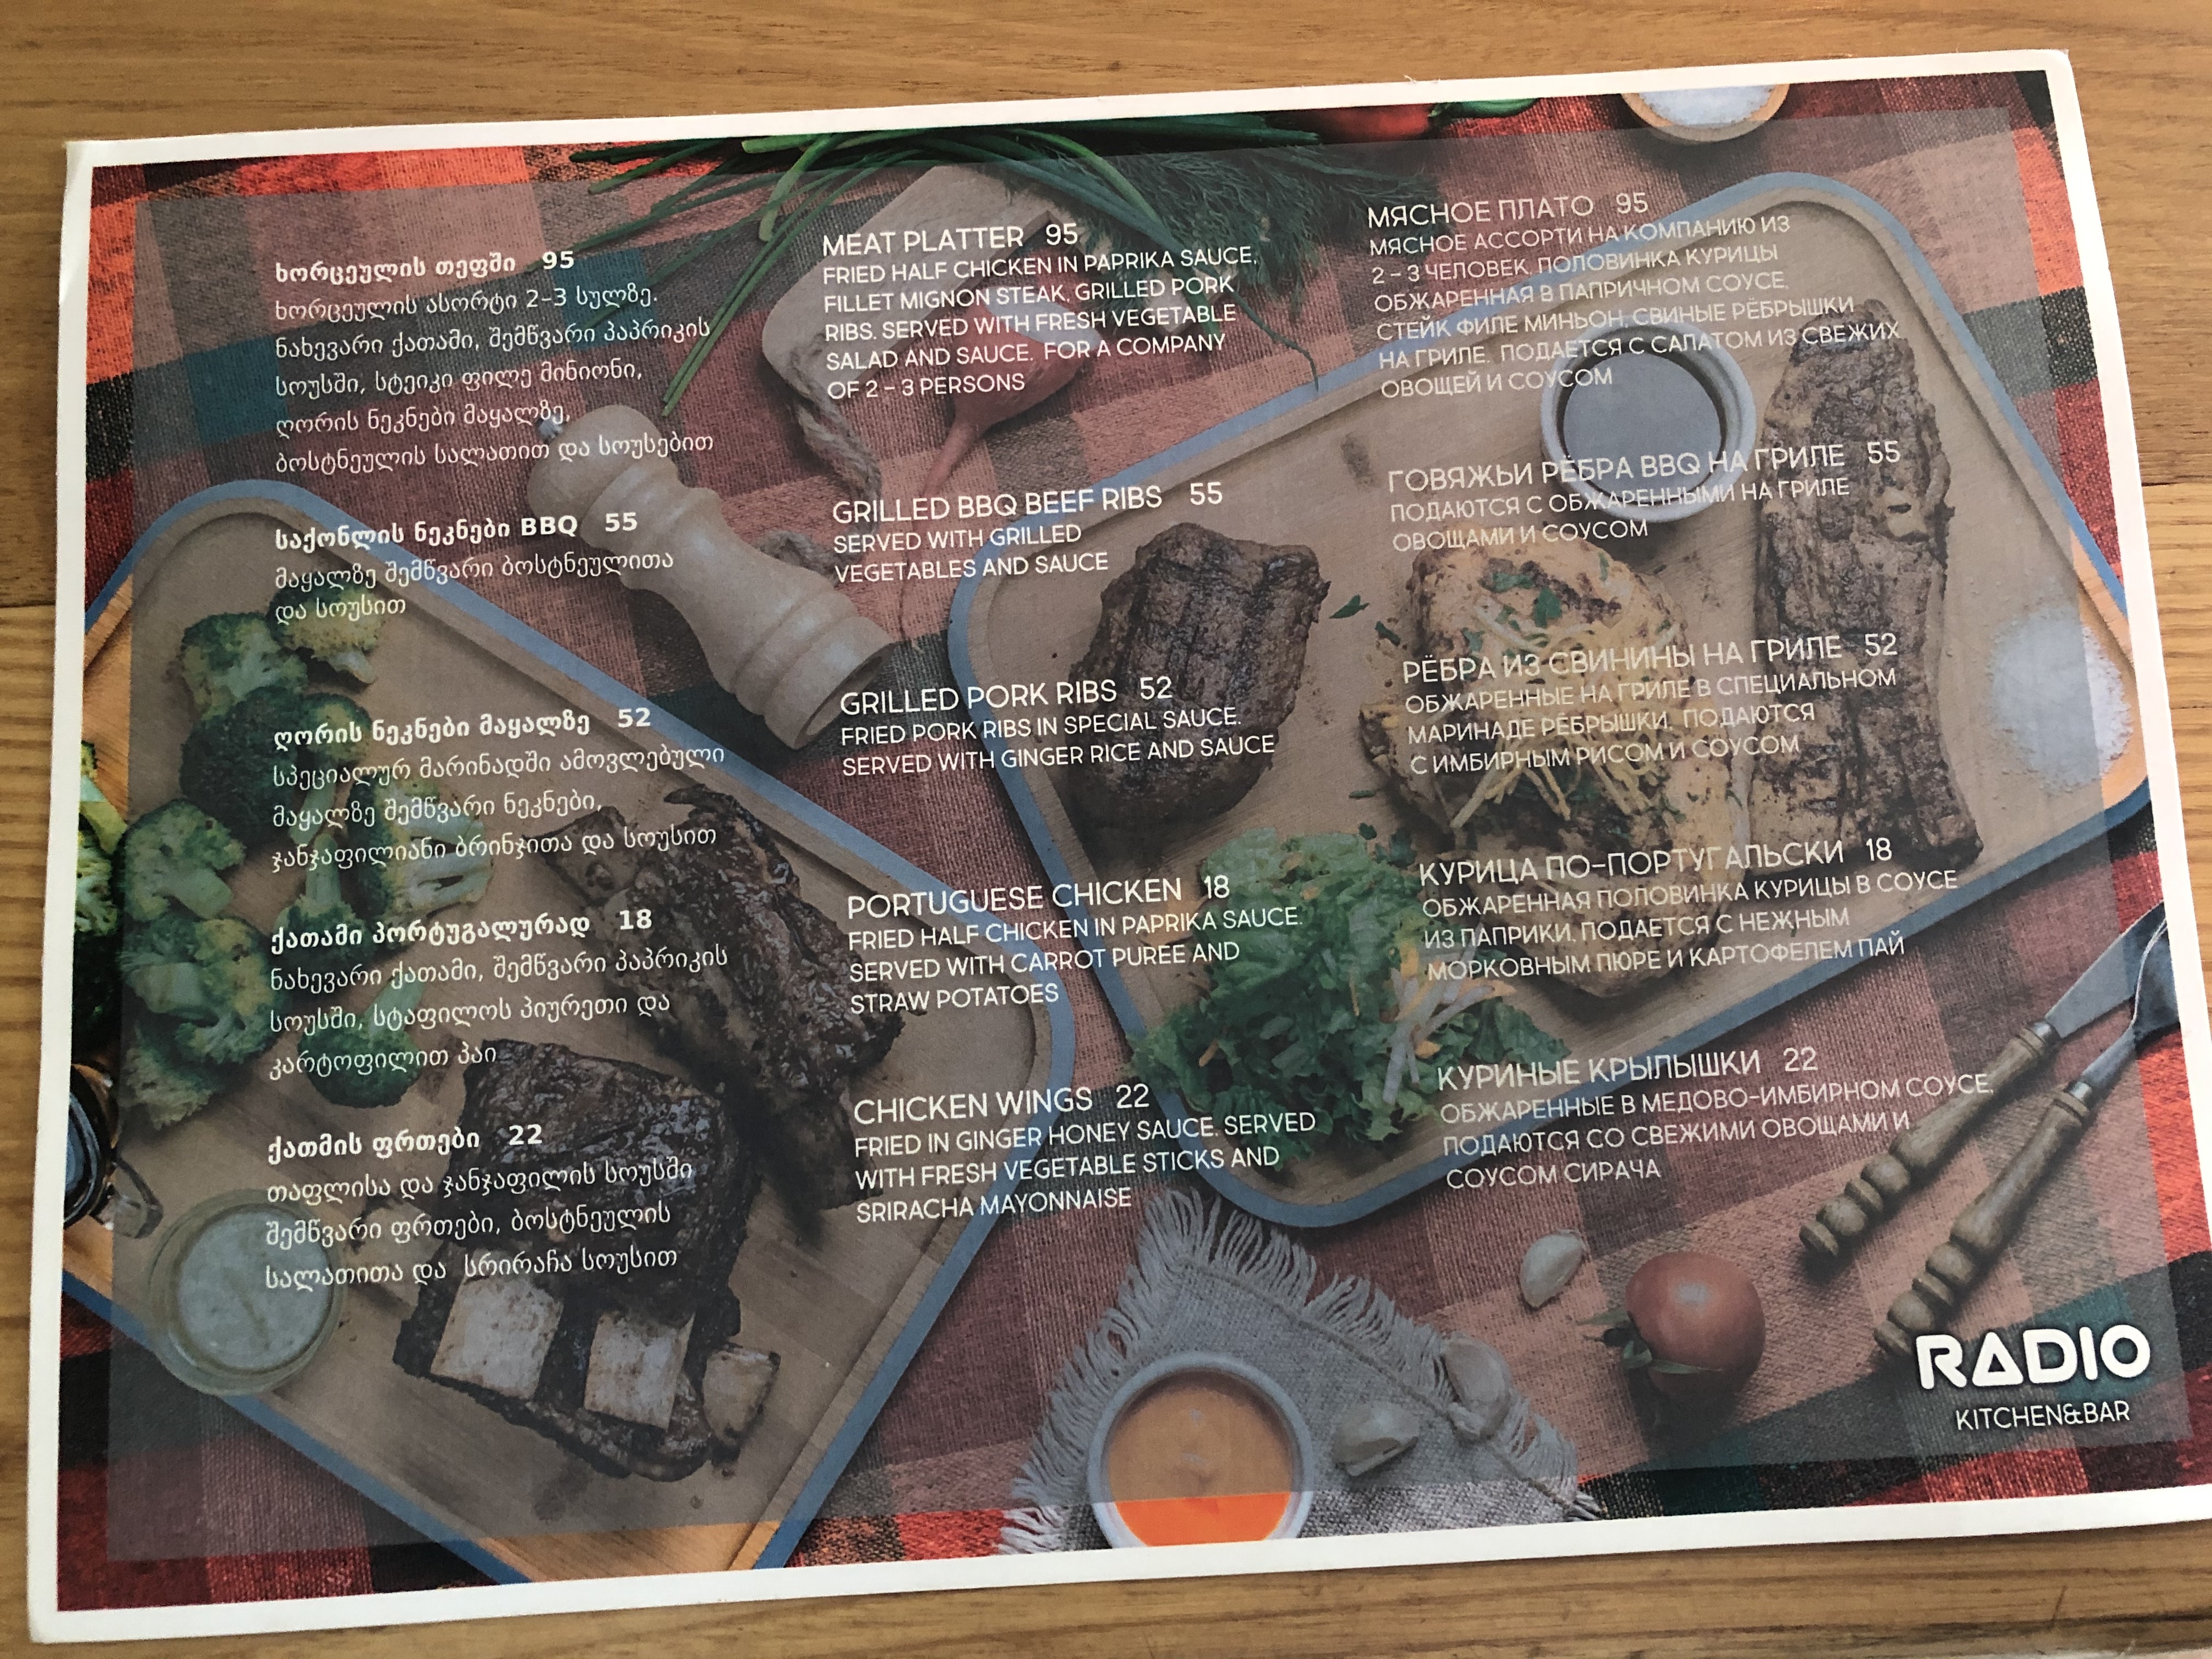 ხორცეულის თეფში 95
ხორცეულის ასორტი 2-3 სულზე.
ნახევარი ქათამი, შემწვარი პაპრიკის
სოუსში, სტეიკი ფილე მინიონი,
ღორის ნეკნები მაყალზე,
ბოსტნეულის სალათით და სოუსებით
საქონლის ნეკნები BBQ 55
მაყალზე შემწვარი ბოსტნეულითა
და სოუსით
ღორის ნეკნები მაყალზე 52
სპეციალურ მარინადში ამოვლებული
მაყალზე შემწვარი ნეკნები,
ჯანჯაფილიანი ბრინჯით და სოუსით
ქათამი პორტუგალიურად 18
ნახევარი ქათამი, შემწვარი პაპრიკის
სოუსში, სტაფილოს პიურეთი და
კარტოფილით პაი
ქათმის ფრთები 22
თაფლისა და ჯანჯაფილის სოუსში
შემწვარი ფრთები, ბოსტნეულის
სალათითა და სრირაჩა სოუსით
MEAT PLATTER 95
FRIED HALF CHICKEN IN PAPRIKA SAUCE,
FILLET MIGNON STEAK, GRILLED PORK
RIBS. SERVED WITH FRESH VEGETABLE
SALAD AND SAUCE. FOR A COMPANY
OF 2-3 PERSONS
GRILLED BBQ BEEF RIBS 55
SERVED WITH GRILLED
VEGETABLES AND SAUCE
GRILLED PORK RIBS 52
FRIED PORK RIBS IN SPECIAL SAUCE.
SERVED WITH GINGER RICE AND SAUCE
PORTUGUESE CHICKEN 18
FRIED HALF CHICKEN IN PAPRIKA SAUCE.
SERVED WITH CARROT PUREE AND
STRAW POTATOES
CHICKEN WINGS 22
FRIED IN GINGER HONEY SAUCE. SERVED
WITH FRESH VEGETABLE STICKS AND
SRIRACHA MAYONNAISE
МЯСНОЕ ПЛАТО 95
МЯСНОЕ АССОРТИ НА КОМПАНИЮ ИЗ
2-3 ЧЕЛОВЕК. ПОЛОВИНКА КУРИЦЫ
ОБЖАРЕННАЯ В ПАПРИЧНОМ СОУСЕ,
СТЕЙК ФИЛЕ МИНЬОН, СВИНЫЕ РЁБРЫШКИ
НА ГРИЛЕ. ПОДАЕТСЯ С САЛАТОМ ИЗ СВЕЖИХ
ОВОЩЕЙ И СОУСОМ
ГОВЯЖЬИ РЁБРА BBQ НА ГРИЛЕ 55
ПОДАЮТСЯ С ОБЖАРЕННЫМИ НА ГРИЛЕ
ОВОЩАМИ И СОУСОМ
РЁБРА ИЗ СВИНИНЫ НА ГРИЛЕ 52
ОБЖАРЕННЫЕ НА ГРИЛЕ В СПЕЦИАЛЬНОМ
МАРИНАДЕ РЁБРЫШКИ. ПОДАЮТСЯ
С ИМБИРНЫМ РИСОМ И СОУСОМ
КУРИЦА ПО-ПОРТУГАЛЬСКИ 18
ОБЖАРЕННАЯ ПОЛОВИНКА КУРИЦЫ В СОУСЕ
ИЗ ПАПРИКИ. ПОДАЕТСЯ С НЕЖНЫМ
МОРКОВНЫМ ПЮРЕ И КАРТОФЕЛЕМ ПАЙ
КУРИНЫЕ КРЫЛЫШКИ 22
ОБЖАРЕННЫЕ В МЕДОВО-ИМБИРНОМ СОУСЕ.
ПОДАЮТСЯ СО СВЕЖИМИ ОВОЩАМИ И
СОУСОМ СИРАЧА
RADIO
KITCHEN&BAR